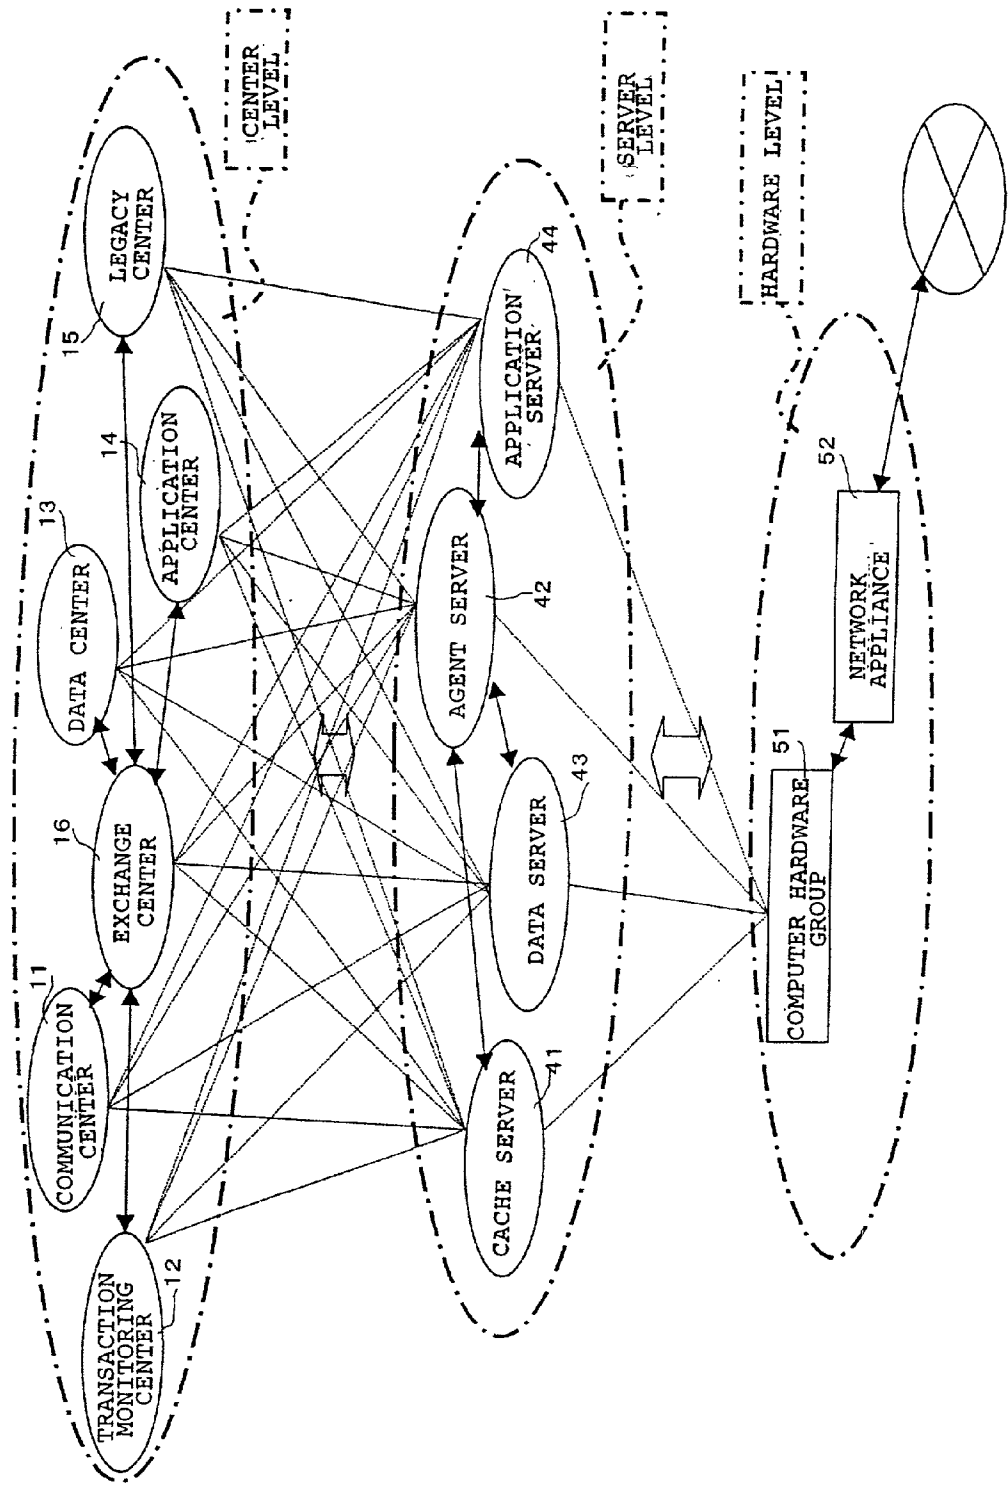 TRANSACTION
MONITORING
CENTER
12
COMMUNICATION
CENTER
11
EXCHANGE
CENTER
16
DATA CENTER
13
APPLICATION
CENTER
14
LEGACY
CENTER
15
CENTER
LEVEL
CACHE SERVER
41
DATA SERVER
43
AGENT SERVER
42
APPLICATION
SERVER
44
SERVER
LEVEL
COMPUTER HARDWARE
GROUP
51
NETWORK
APPLIANCE
52
HARDWARE LEVEL